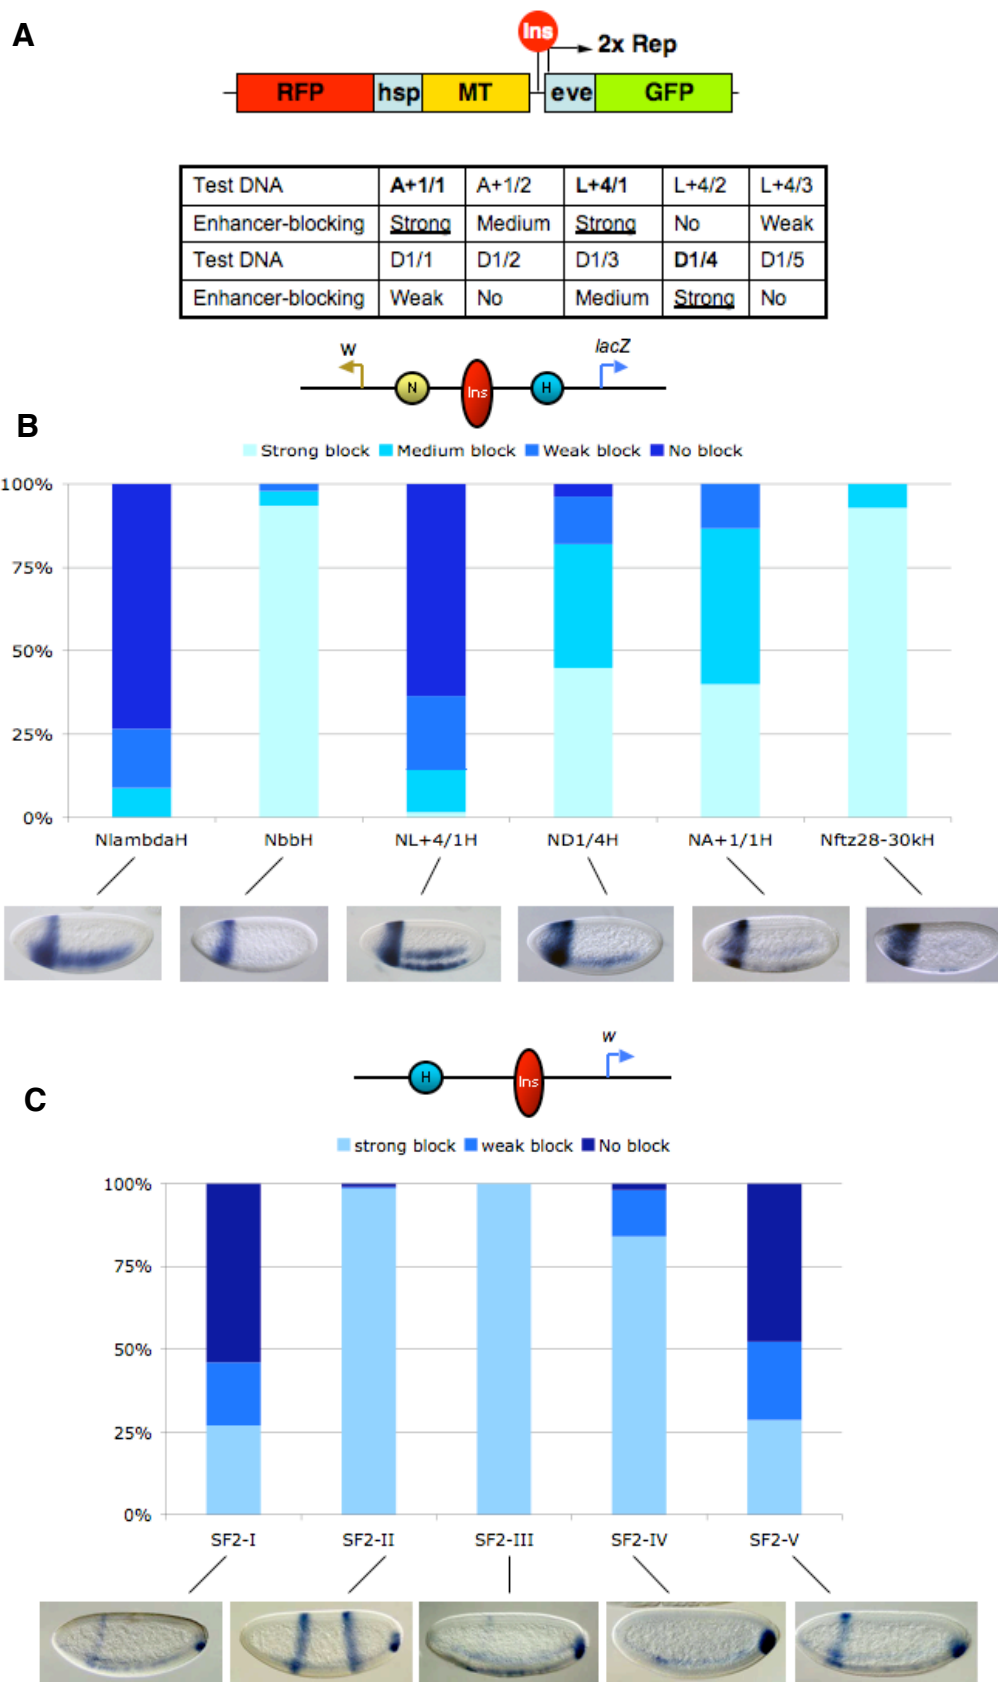 A
Ins
2x Rep
RFP hsp MT eve GFP
Test DNA A+1/1 A+1/2 L+4/1 L+4/2 L+4/3
Enhancer-blocking Strong Medium Strong No Weak
Test DNA D1/1 D1/2 D1/3 D1/4 D1/5
Enhancer-blocking Weak No Medium Strong No
w lacZ
N Ins H
B
Strong block Medium block Weak block No block
100%
75%
50%
25%
0%
NlambdaH NbbH NL+4/1H ND1/4H NA+1/1H Nftz28-30kH
w
H Ins
C
strong block weak block No block
100%
75%
50%
25%
0%
SF2-I SF2-II SF2-III SF2-IV SF2-V